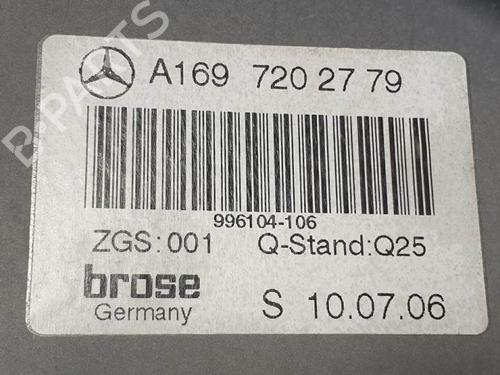 A169 720 27 79
996104-106
ZGS:001 Q-Stand:Q25
brose
Germany
S 10.07.06
B-PARTS